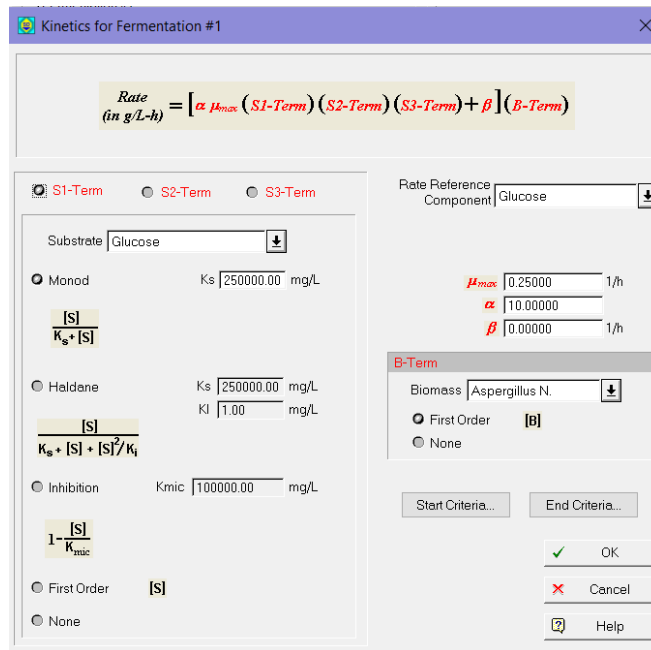 Kinetics for Fermentation #1
Rate (in g/L-h) = [α μmax (S1-Term) (S2-Term) (S3-Term) + β] (B-Term)
S1-Term S2-Term S3-Term
Substrate Glucose
Monod Ks 250000.00 mg/L
[S]
Ks + [S]
Haldane Ks 250000.00 mg/L
KI 1.00 mg/L
[S]
Ks + [S] + [S]²/Ki
Inhibition Kmic 100000.00 mg/L
1- [S]
Kmic
First Order [S]
None
Rate Reference
Component Glucose
μmax 0.25000 1/h
α 10.00000
β 0.00000 1/h
B-Term
Biomass Aspergillus N.
First Order [B]
None
Start Criteria... End Criteria...
OK
Cancel
Help